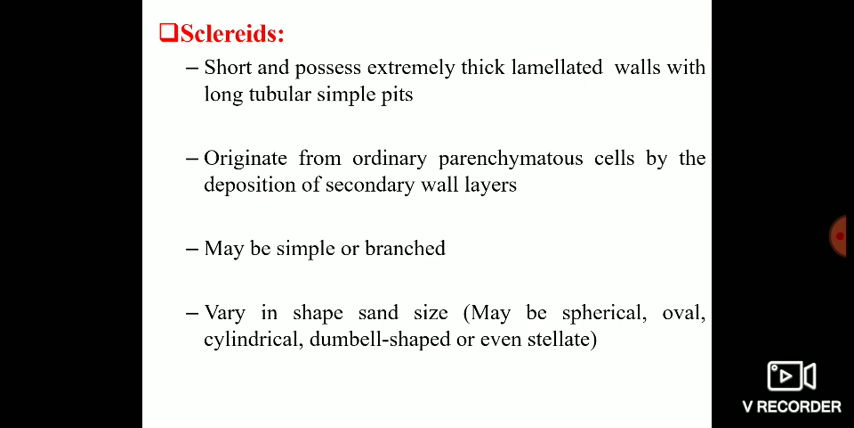 ❑Sclereids:
– Short and possess extremely thick lamellated walls with
long tubular simple pits
– Originate from ordinary parenchymatous cells by the
deposition of secondary wall layers
– May be simple or branched
– Vary in shape sand size (May be spherical, oval,
cylindrical, dumbell-shaped or even stellate)
V RECORDER